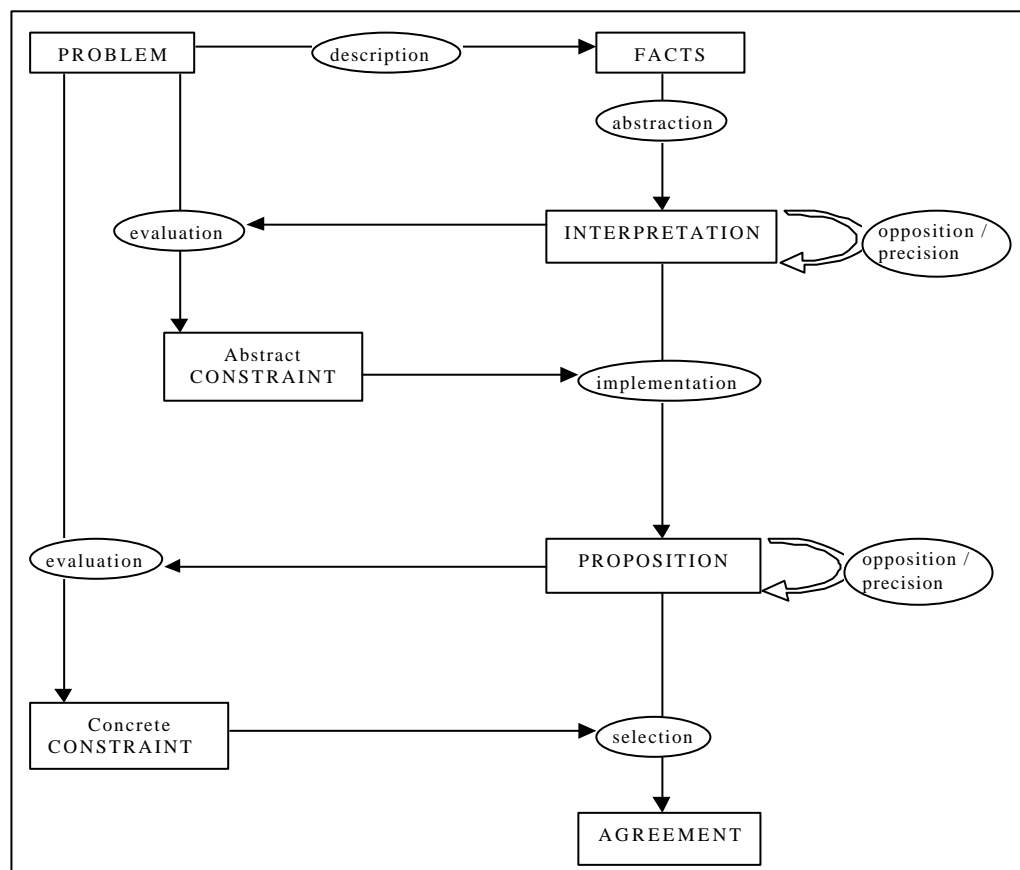 PROBLEM
description
FACTS
abstraction
evaluation
INTERPRETATION
opposition /
precision
Abstract
CONSTRAINT
implementation
evaluation
PROPOSITION
opposition /
precision
Concrete
CONSTRAINT
selection
AGREEMENT